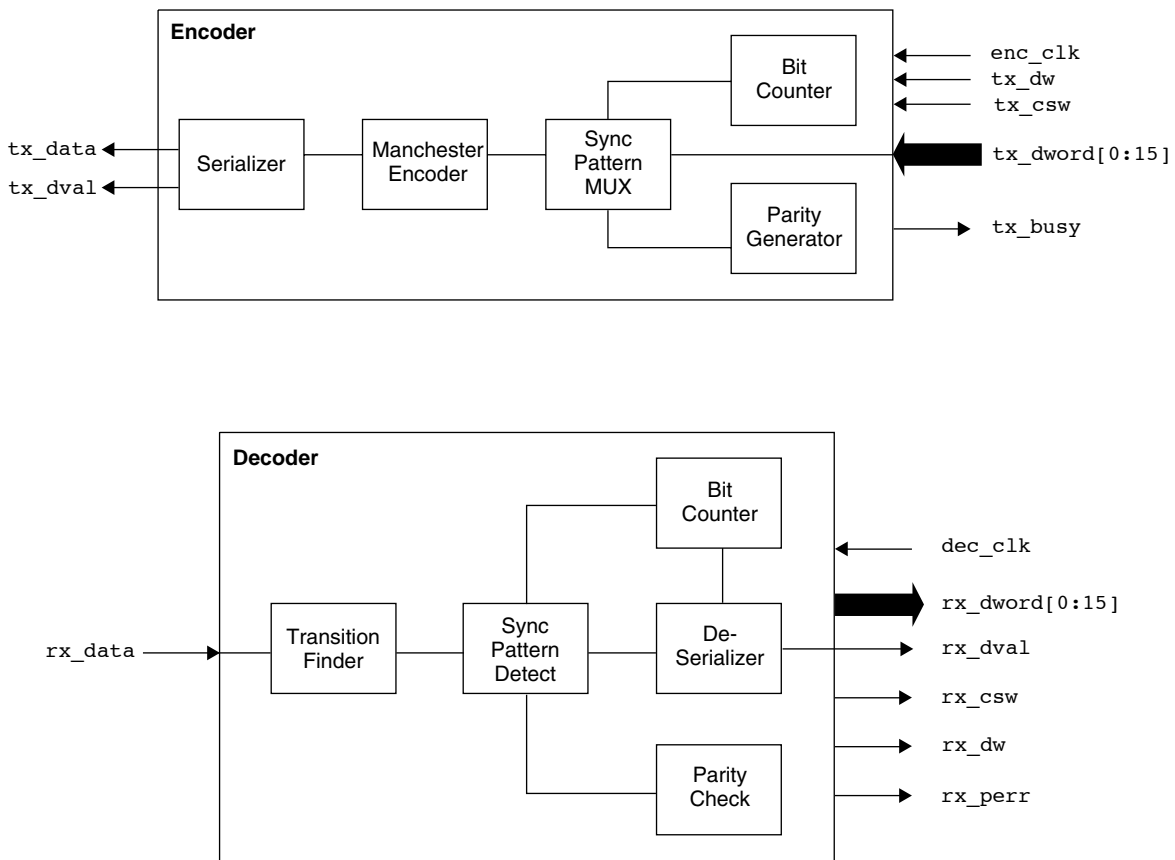 Encoder
Bit
Counter
enc_clk
tx_dw
tx_csw
tx_data
tx_dval
Serializer
Manchester
Encoder
Sync
Pattern
MUX
tx_dword[0:15]
Parity
Generator
tx_busy
Decoder
Bit
Counter
dec_clk
rx_data
Transition
Finder
Sync
Pattern
Detect
De-
Serializer
rx_dword[0:15]
rx_dval
rx_csw
rx_dw
Parity
Check
rx_perr